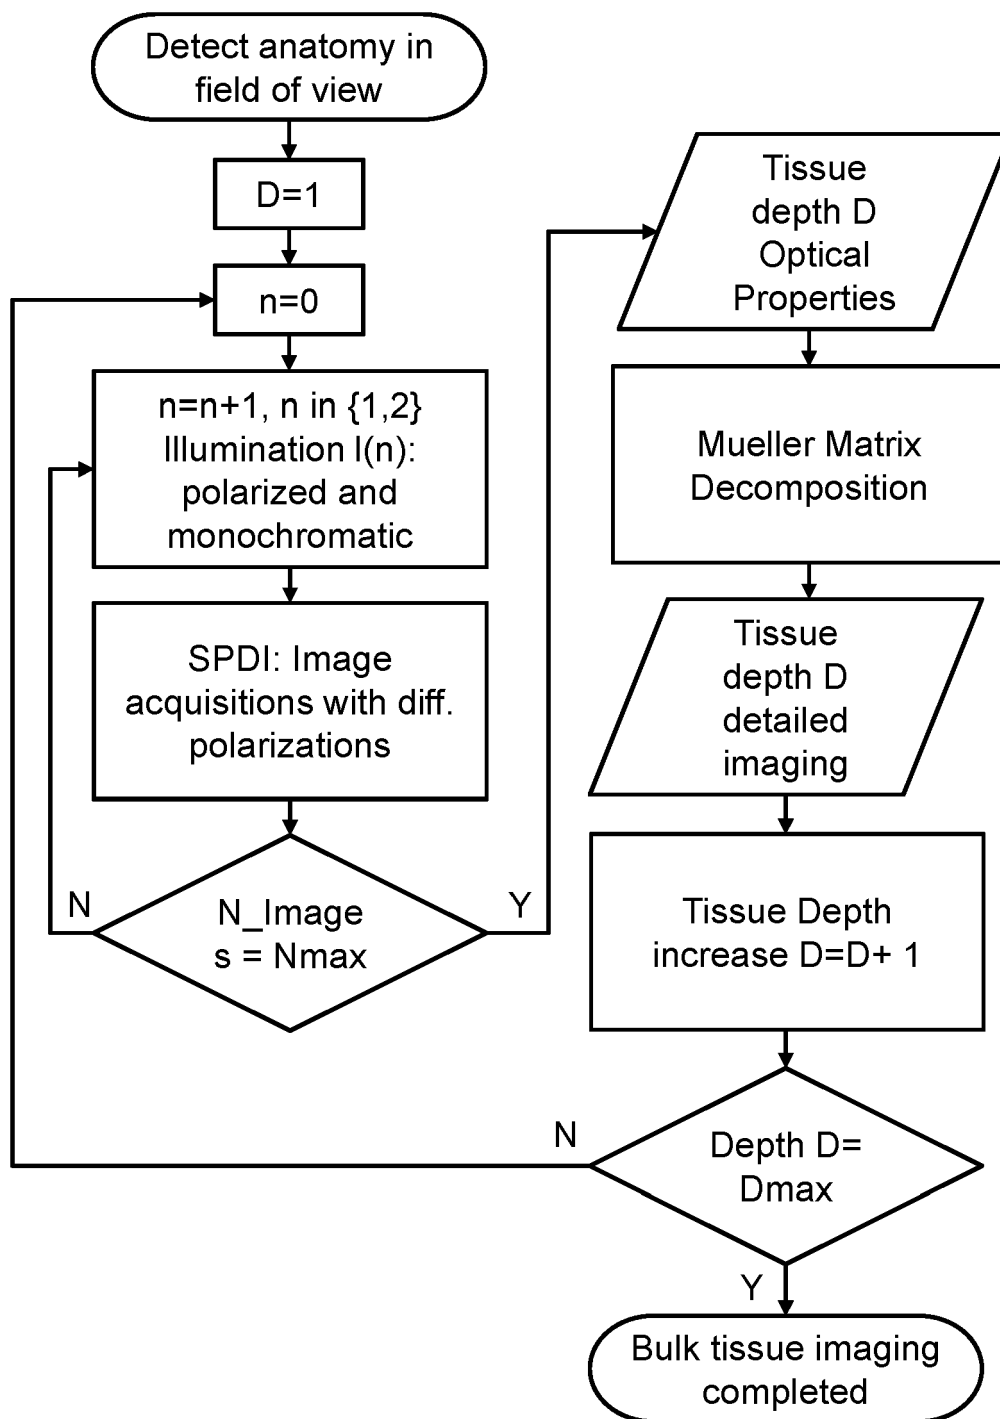 Detect anatomy in
field of view
D=1
n=0
n=n+1, n in {1,2}
Illumination I(n):
polarized and
monochromatic
SPDI: Image
acquisitions with diff.
polarizations
N_Image
s = Nmax
N
Y
Tissue
depth D
Optical
Properties
Mueller Matrix
Decomposition
Tissue
depth D
detailed
imaging
Tissue Depth
increase D=D+ 1
Depth D=
Dmax
N
Y
Bulk tissue imaging
completed